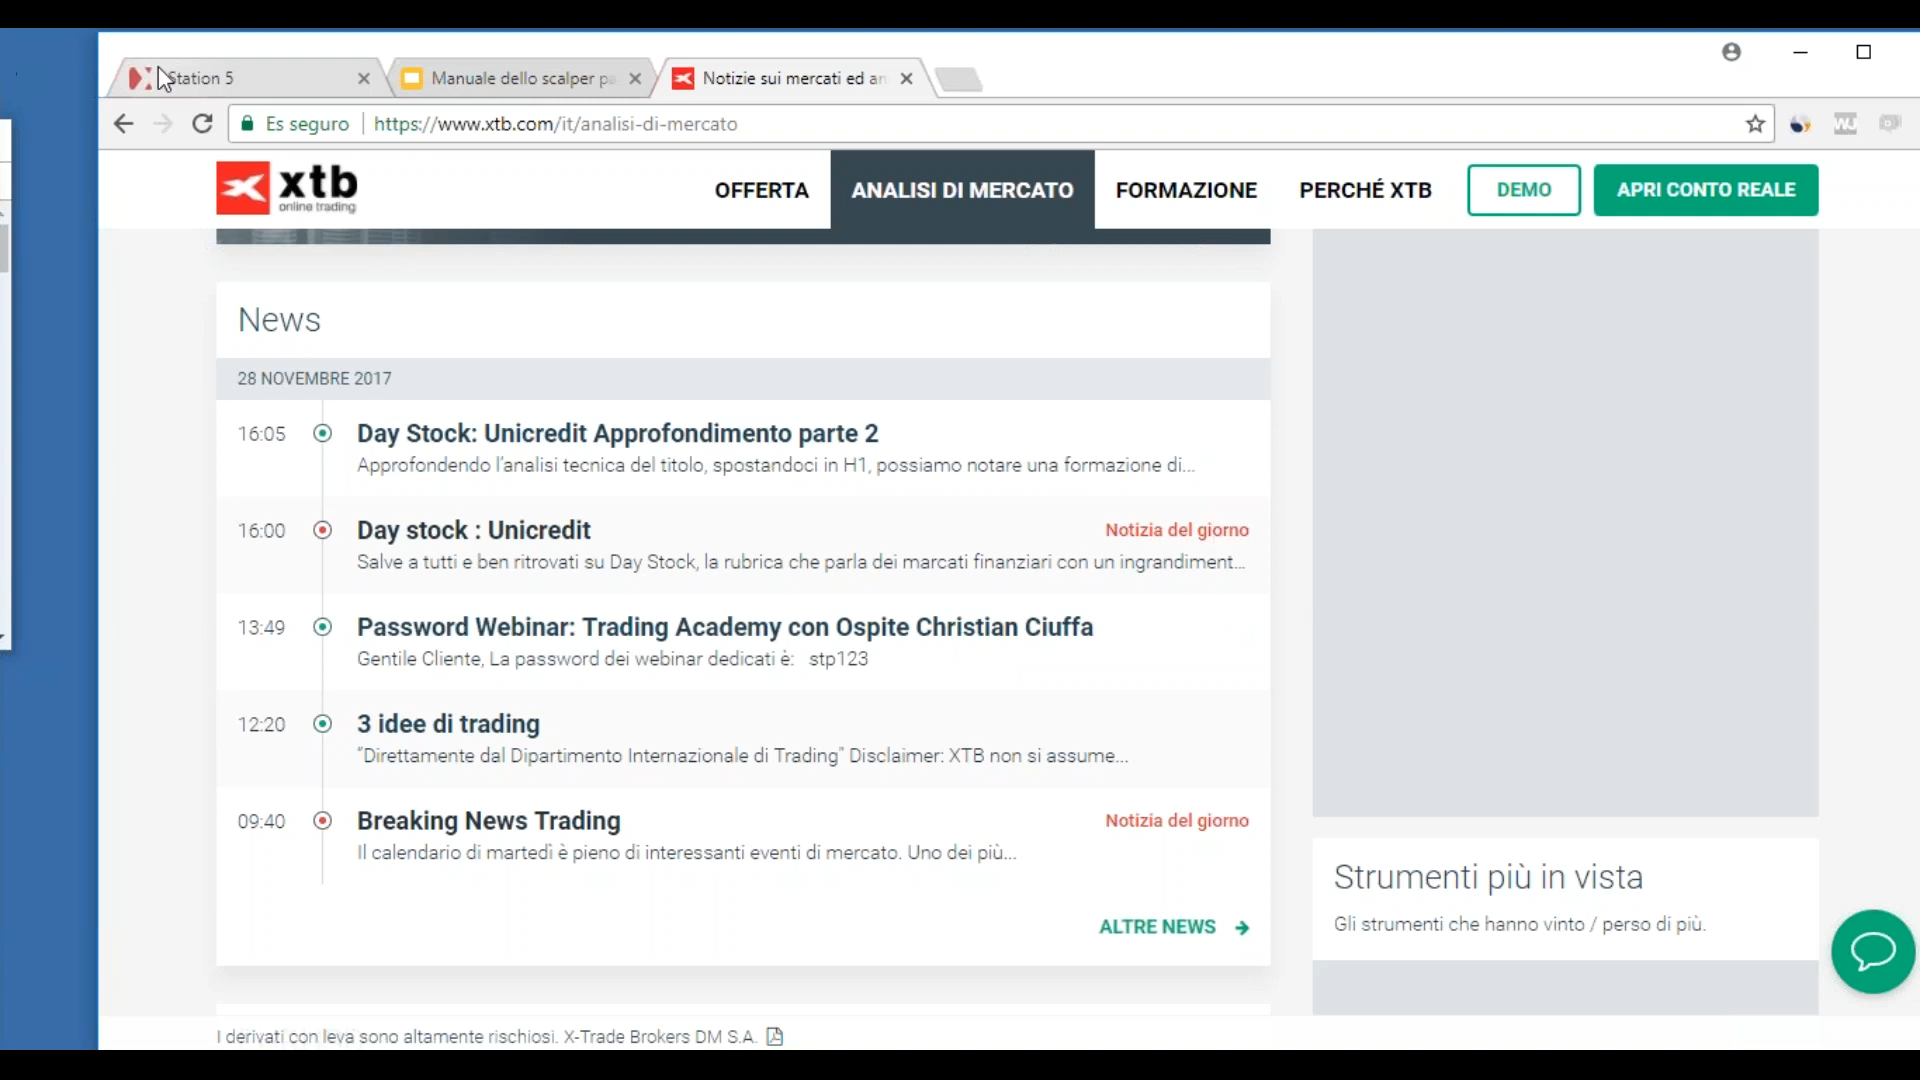 Station 5
Manuale dello scalper pa
Notizie sui mercati ed an
Es seguro
https://www.xtb.com/it/analisi-di-mercato
xtb
online trading
OFFERTA
ANALISI DI MERCATO
FORMAZIONE
PERCHÉ XTB
DEMO
APRI CONTO REALE
News
28 NOVEMBRE 2017
16:05
Day Stock: Unicredit Approfondimento parte 2
Approfondendo l'analisi tecnica del titolo, spostandoci in H1, possiamo notare una formazione di...
16:00
Day stock : Unicredit
Notizia del giorno
Salve a tutti e ben ritrovati su Day Stock, la rubrica che parla dei marcati finanziari con un ingrandiment...
13:49
Password Webinar: Trading Academy con Ospite Christian Ciuffa
Gentile Cliente, La password dei webinar dedicati è: stp123
12:20
3 idee di trading
"Direttamente dal Dipartimento Internazionale di Trading" Disclaimer: XTB non si assume...
09:40
Breaking News Trading
Notizia del giorno
Il calendario di martedì è pieno di interessanti eventi di mercato. Uno dei più...
ALTRE NEWS
Strumenti più in vista
Gli strumenti che hanno vinto / perso di più.
I derivati con leva sono altamente rischiosi. X-Trade Brokers DM S.A.